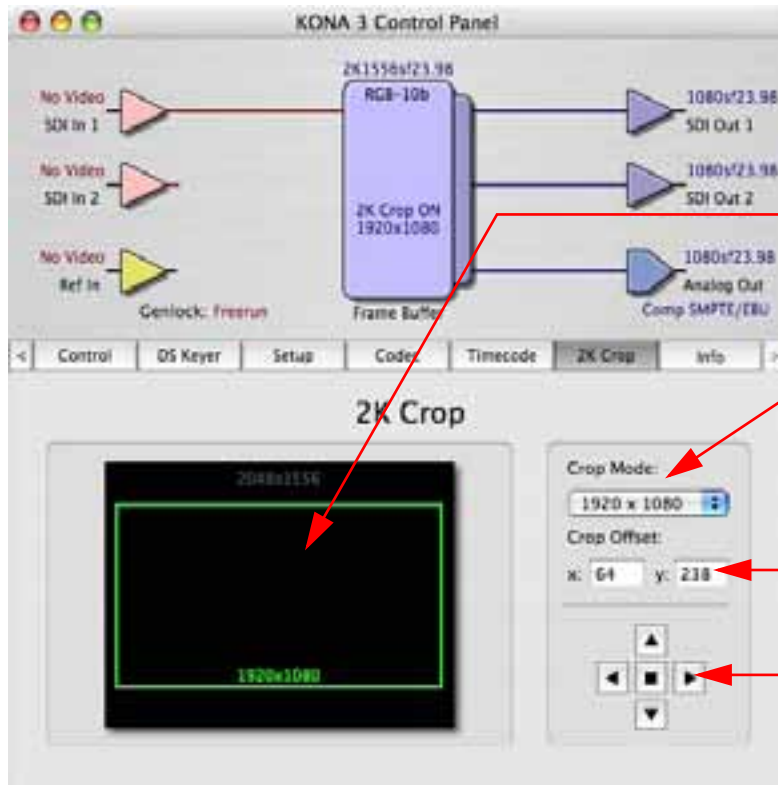 KONA 3 Control Panel
2K1556sf23.98
RGB-10b
No Video
SDI In 1
1080sf23.98
SDI Out 1
No Video
SDI In 2
2K Crop ON
1920x1080
1080sf23.98
SDI Out 2
No Video
Ref In
1080sf23.98
Analog Out
Genlock: Freerun
Frame Buffer
Comp SMPTE/EBU
< Control DS Keyer Setup Codec Timecode 2K Crop Info >
2K Crop
2048x1556
1920x1080
Crop Mode:
1920 x 1080
Crop Offset:
x: 64 y: 238